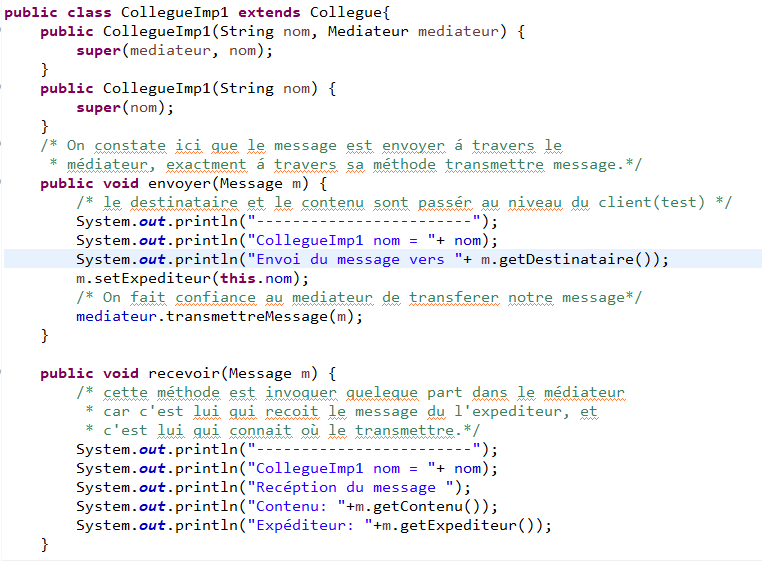 public class CollegueImp1 extends Collegue{
public CollegueImp1(String nom, Mediateur mediateur) {
super(mediateur, nom);
}
public CollegueImp1(String nom) {
super(nom);
}
/* On constate ici que le message est envoyer á travers le
* médiateur, exactment á travers sa méthode transmettre message.*/
public void envoyer(Message m) {
/* le destinataire et le contenu sont passér au niveau du client(test) */
System.out.println("------------------------");
System.out.println("CollegueImp1 nom = "+ nom);
System.out.println("Envoi du message vers "+ m.getDestinataire());
m.setExpediteur(this.nom);
/* On fait confiance au mediateur de transferer notre message*/
mediateur.transmettreMessage(m);
}
public void recevoir(Message m) {
/* cette méthode est invoquer queleque part dans le médiateur
* car c'est lui qui recoit le message du l'expediteur, et
* c'est lui qui connait où le transmettre.*/
System.out.println("------------------------");
System.out.println("CollegueImp1 nom = "+ nom);
System.out.println("Recéption du message ");
System.out.println("Contenu: "+m.getContenu());
System.out.println("Expéditeur: "+m.getExpediteur());
}